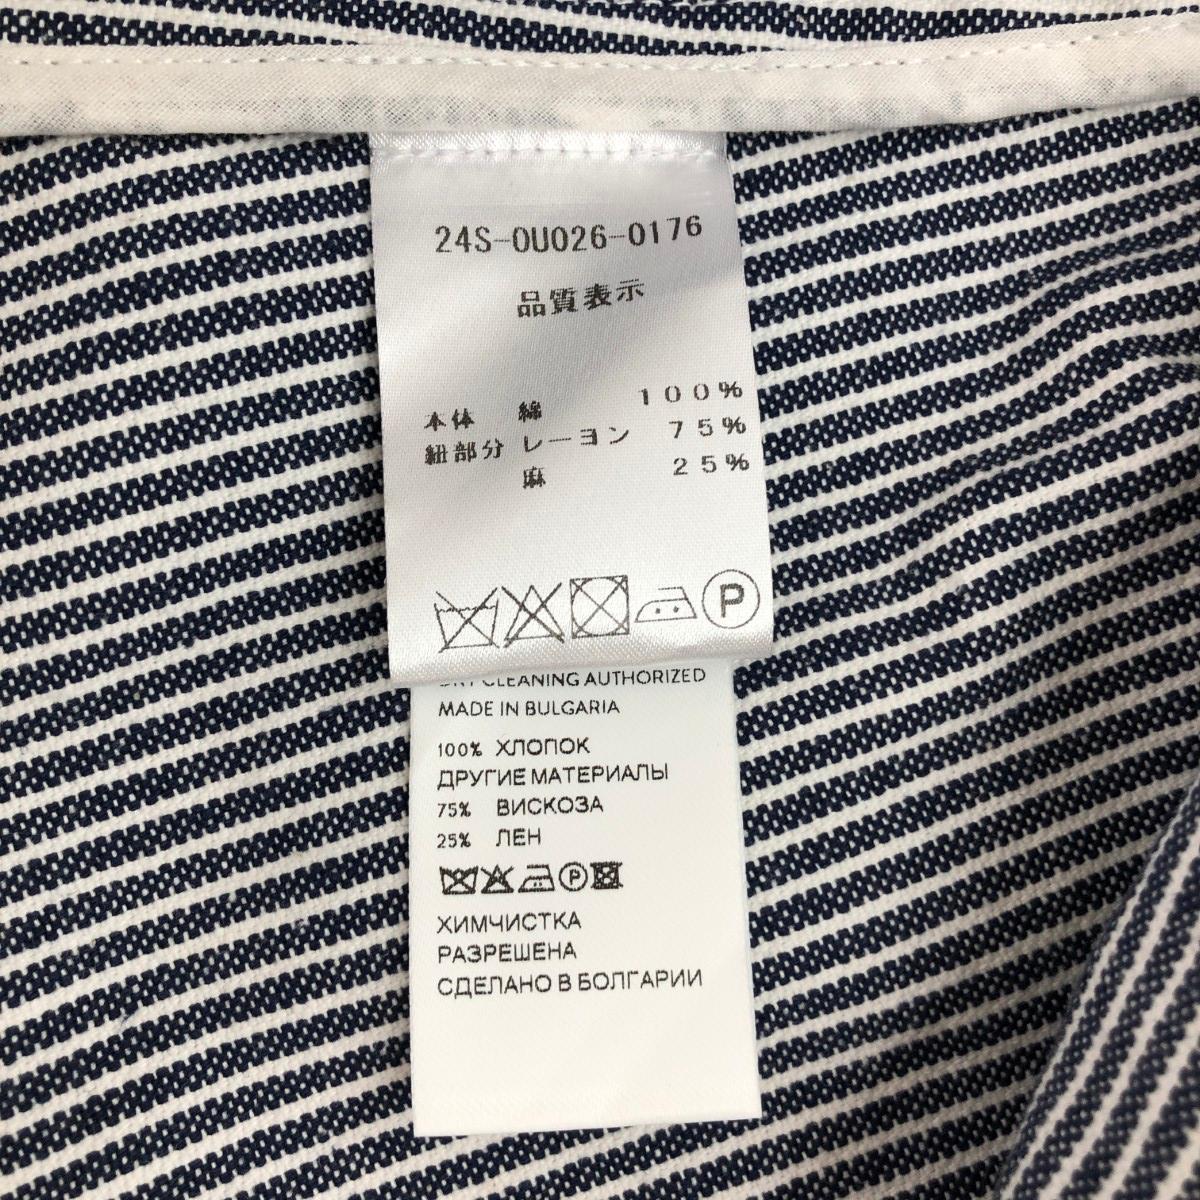 24S-0U026-0176
品質表示
本体 綿 100%
紐部分 レーヨン 75%
麻 25%
P
DRY CLEANING AUTHORIZED
MADE IN BULGARIA
100% ХЛОПОК
ДРУГИЕ МАТЕРИАЛЫ
75% ВИСКОЗА
25% ЛЕН
P
ХИМЧИСТКА
РАЗРЕШЕНА
СДЕЛАНО В БОЛГАРИИ